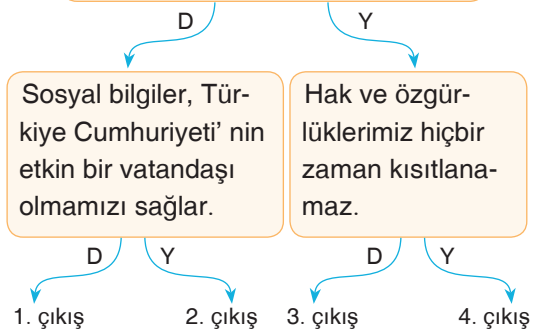 D Y
Sosyal bilgiler, Tür-
kiye Cumhuriyeti’ nin
etkin bir vatandaşı
olmamızı sağlar.
Hak ve özgür-
lüklerimiz hiçbir
zaman kısıtlana-
maz.
D Y D Y
1. çıkış 2. çıkış 3. çıkış 4. çıkış